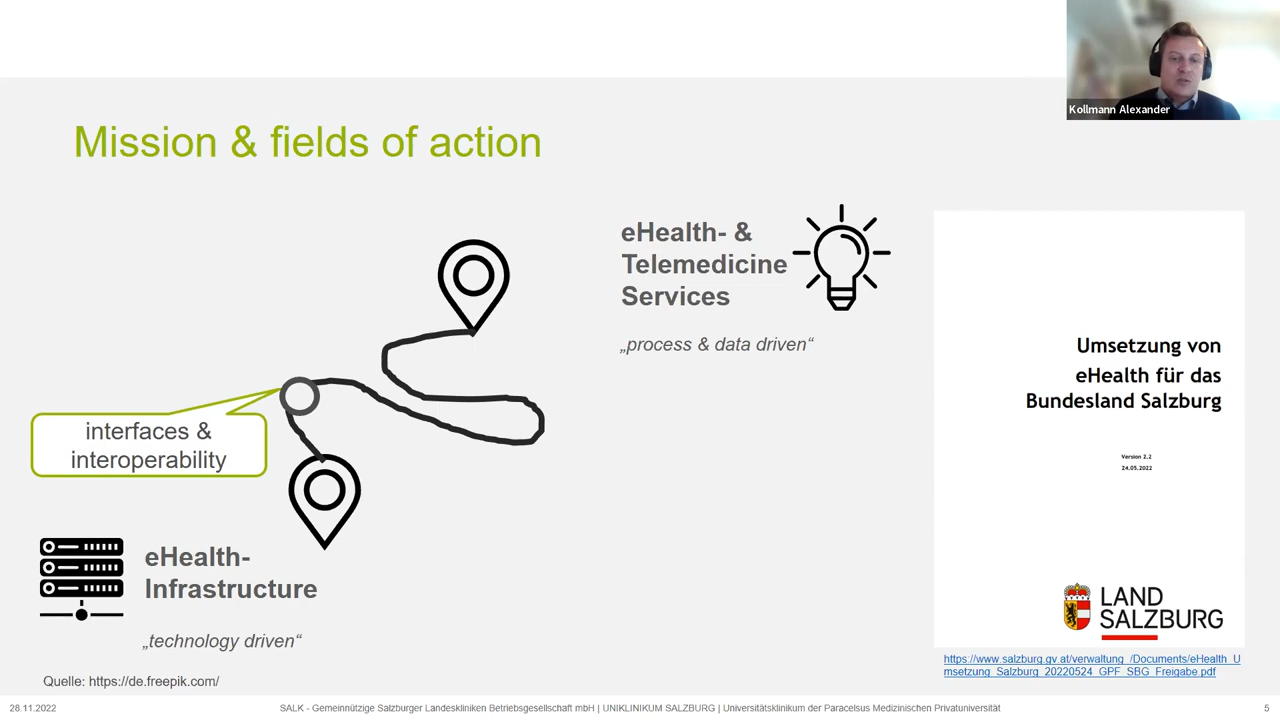 Kollmann Alexander
Mission & fields of action
eHealth- &
Telemedicine
Services
„process & data driven“
interfaces &
interoperability
eHealth-
Infrastructure
„technology driven“
Quelle: https://de.freepik.com/
Umsetzung von
eHealth für das
Bundesland Salzburg
Version 2.2
24.05.2022
LAND
SALZBURG
https://www.salzburg.gv.at/verwaltung_/Documents/eHealth_U
msetzung_Salzburg_20220524_GPF_SBG_Freigabe.pdf
28.11.2022
SALK - Gemeinnützige Salzburger Landeskliniken Betriebsgesellschaft mbH | UNIKLINIKUM SALZBURG | Universitätsklinikum der Paracelsus Medizinischen Privatuniversität
5